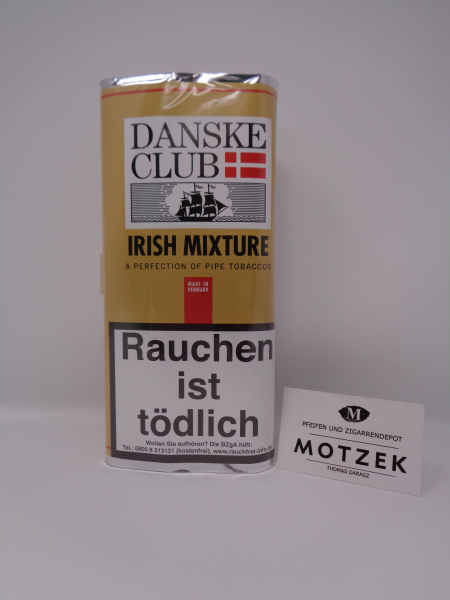 DANSKE
CLUB
IRISH MIXTURE
A PERFECTION OF PIPE TOBACCOS
MADE IN
DENMARK
Rauchen
ist
tödlich
Wollen Sie aufhören? Die BZgA hilft:
Tel.: 0800 8 313131 (kostenfrei), www.rauchfrei-info.de
M
PFEIFEN UND ZIGARRENDEPOT
MOTZEK
THOMAS DARASZ